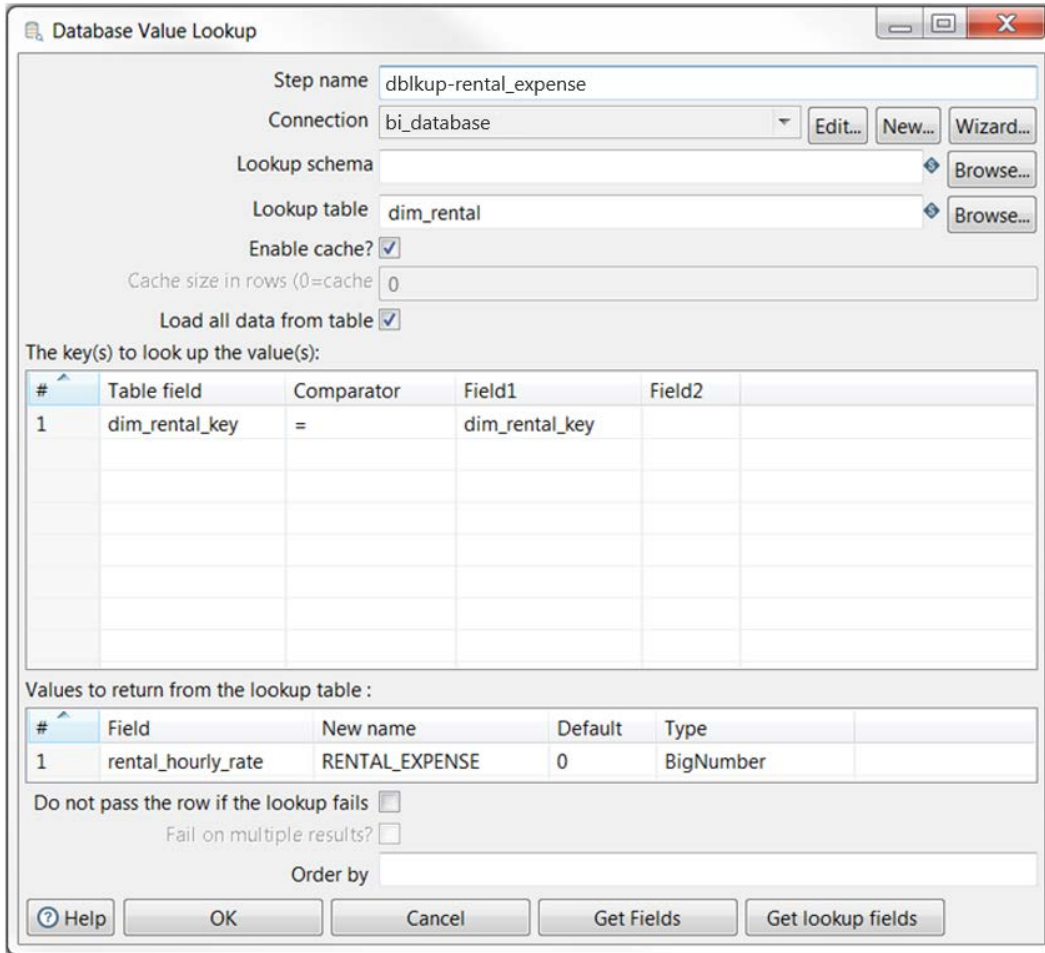 Database Value Lookup
Step name dblkup-rental_expense
Connection bi_database Edit... New... Wizard...
Lookup schema Browse...
Lookup table dim_rental Browse...
Enable cache?
Cache size in rows (0=cache 0
Load all data from table
The key(s) to look up the value(s):
# Table field Comparator Field1 Field2
1 dim_rental_key = dim_rental_key
Values to return from the lookup table :
# Field New name Default Type
1 rental_hourly_rate RENTAL_EXPENSE 0 BigNumber
Do not pass the row if the lookup fails
Fail on multiple results?
Order by
? Help OK Cancel Get Fields Get lookup fields